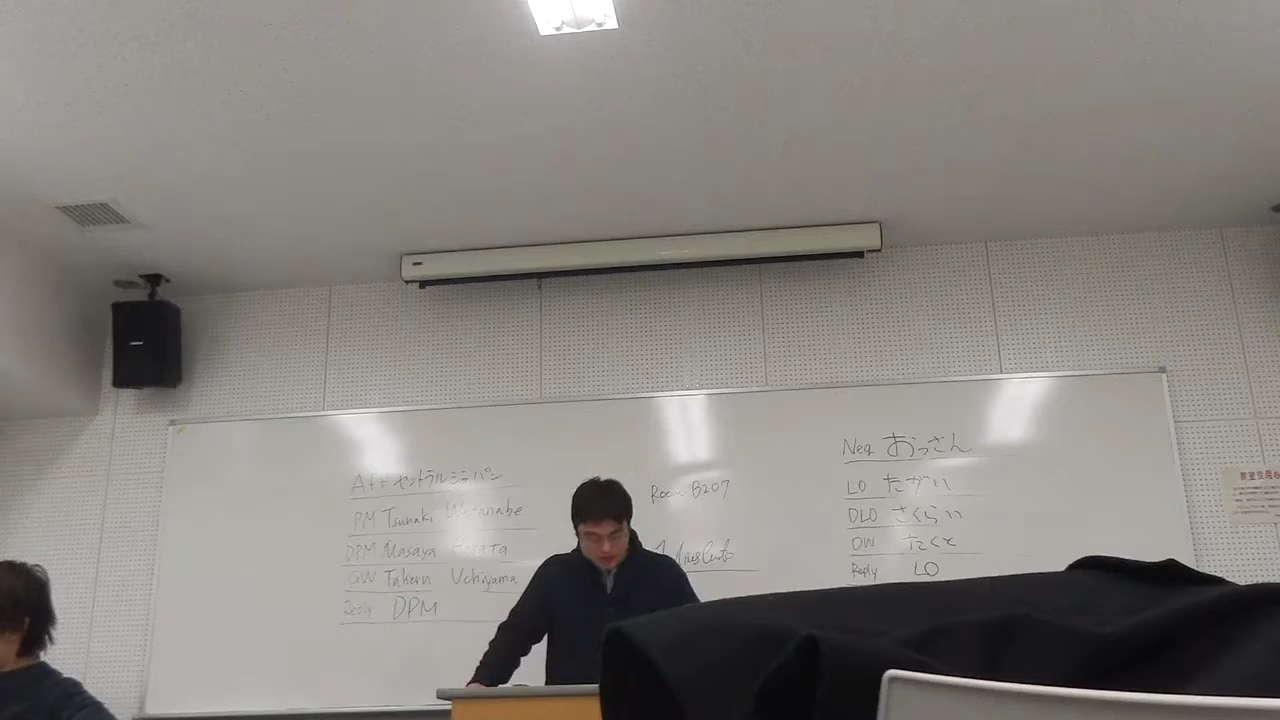 Aff セントラルミラパン
PM Tsunaki Watanabe
DPM Masaya
GW Takeru Uchiyama
DPM
Room B207
Neg おっさん
LO たがい
DLO さくらい
GW たくと
Reply LO